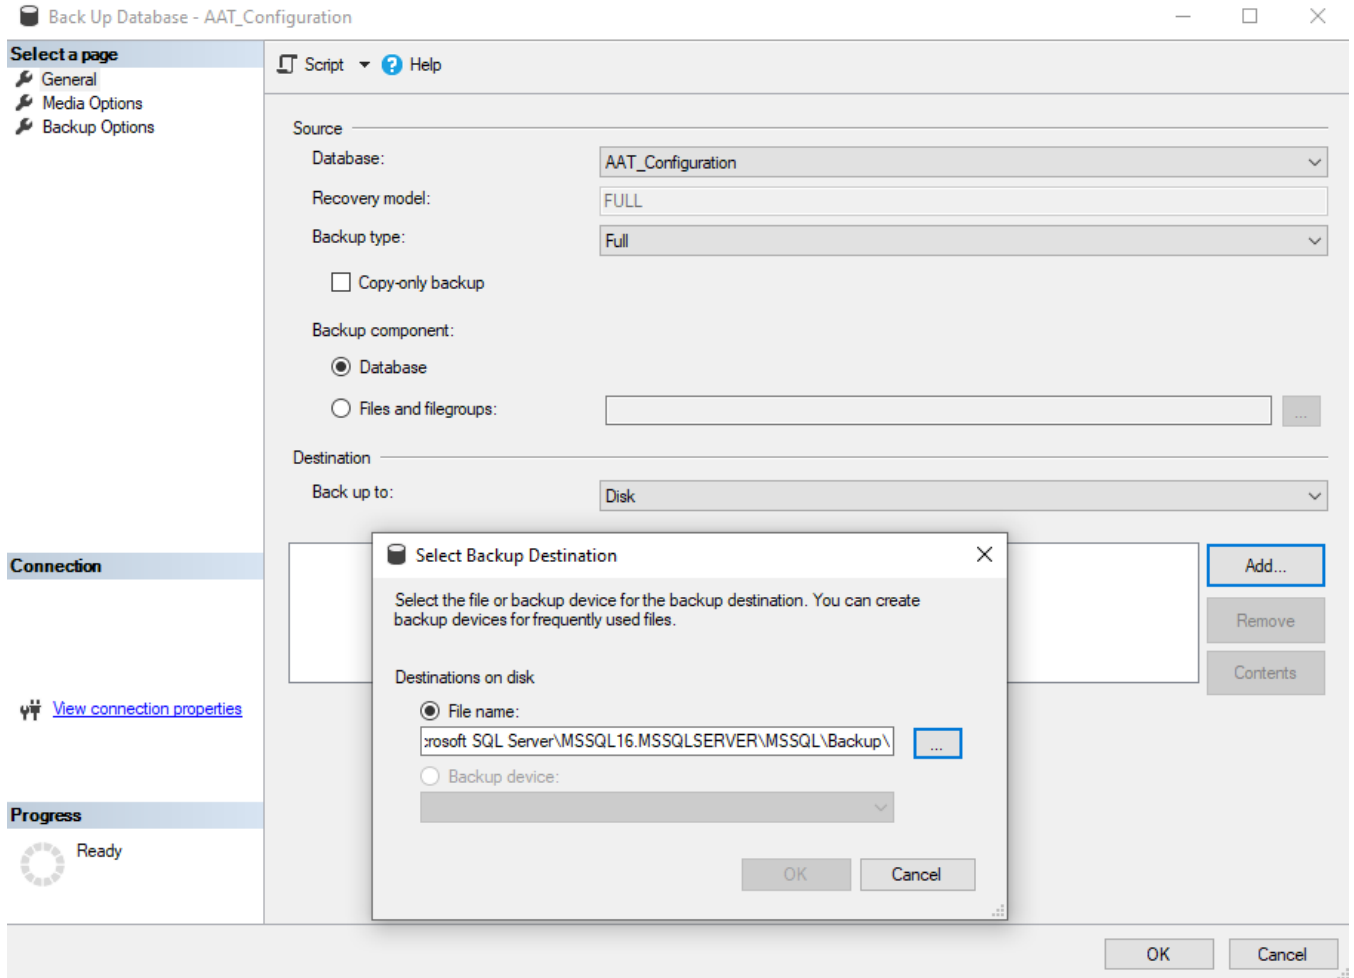 Back Up Database - AAT_Configuration
Select a page
General
Media Options
Backup Options
Script
Help
Source
Database:
AAT_Configuration
Recovery model:
FULL
Backup type:
Full
Copy-only backup
Backup component:
Database
Files and filegroups:
...
Destination
Back up to:
Disk
Add...
Remove
Contents
Select Backup Destination
Select the file or backup device for the backup destination. You can create
backup devices for frequently used files.
Destinations on disk
File name:
crosoft SQL Server\MSSQL16.MSSQLSERVER\MSSQL\Backup\
...
Backup device:
OK
Cancel
Connection
View connection properties
Progress
Ready
OK
Cancel